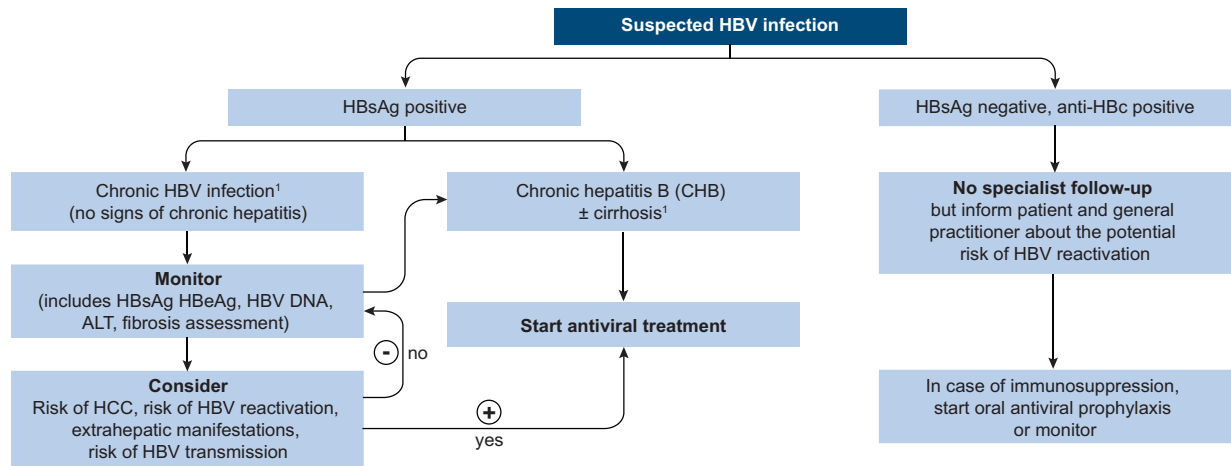 Suspected HBV infection
HBsAg positive
HBsAg negative, anti-HBc positive
Chronic HBV infection¹
(no signs of chronic hepatitis)
Chronic hepatitis B (CHB)
± cirrhosis¹
No specialist follow-up
but inform patient and general
practitioner about the potential
risk of HBV reactivation
Monitor
(includes HBsAg HBeAg, HBV DNA,
ALT, fibrosis assessment)
Start antiviral treatment
- no
Consider
Risk of HCC, risk of HBV reactivation,
extrahepatic manifestations,
risk of HBV transmission
+
yes
In case of immunosuppression,
start oral antiviral prophylaxis
or monitor